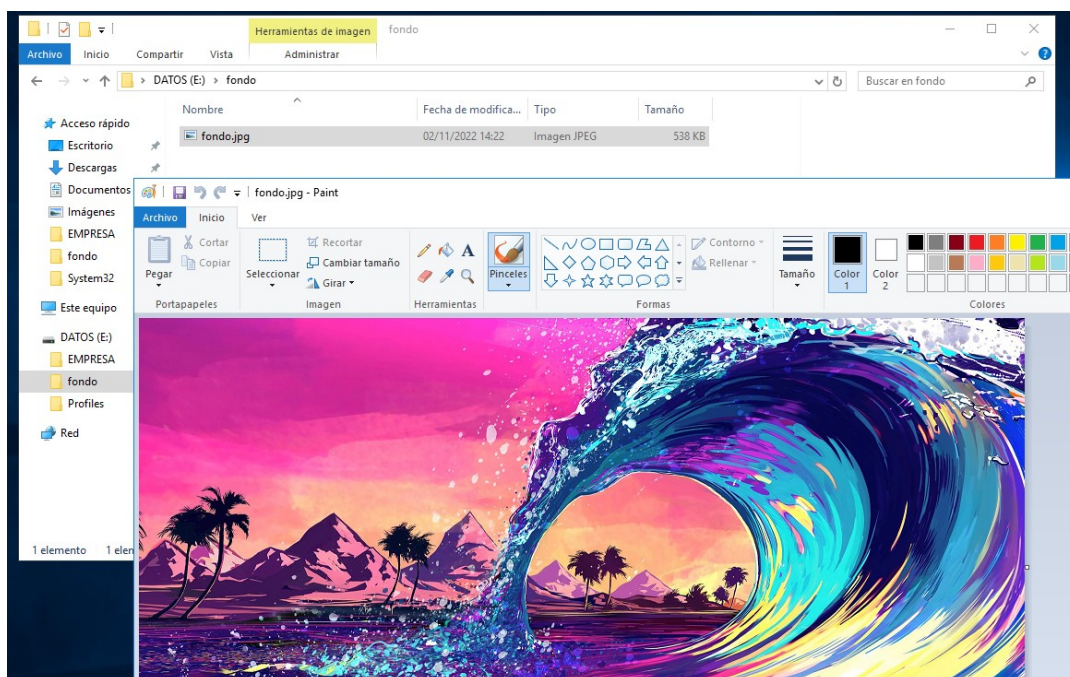 Herramientas de imagen fondo
Archivo Inicio Compartir Vista Administrar
DATOS (E:) fondo Buscar en fondo
Nombre Fecha de modifica... Tipo Tamaño
fondo.jpg 02/11/2022 14:22 Imagen JPEG 538 KB
Acceso rápido
Escritorio
Descargas
Documentos
Imágenes
EMPRESA
fondo
System32
Este equipo
DATOS (E:)
EMPRESA
fondo
Profiles
Red
1 elemento 1 elen
fondo.jpg - Paint
Archivo Inicio Ver
Pegar
Cortar
Copiar
Portapapeles
Seleccionar
Recortar
Cambiar tamaño
Girar
Imagen
A
Herramientas
Pinceles
Contorno
Rellenar
Formas
Tamaño
Color 1
Color 2
Colores